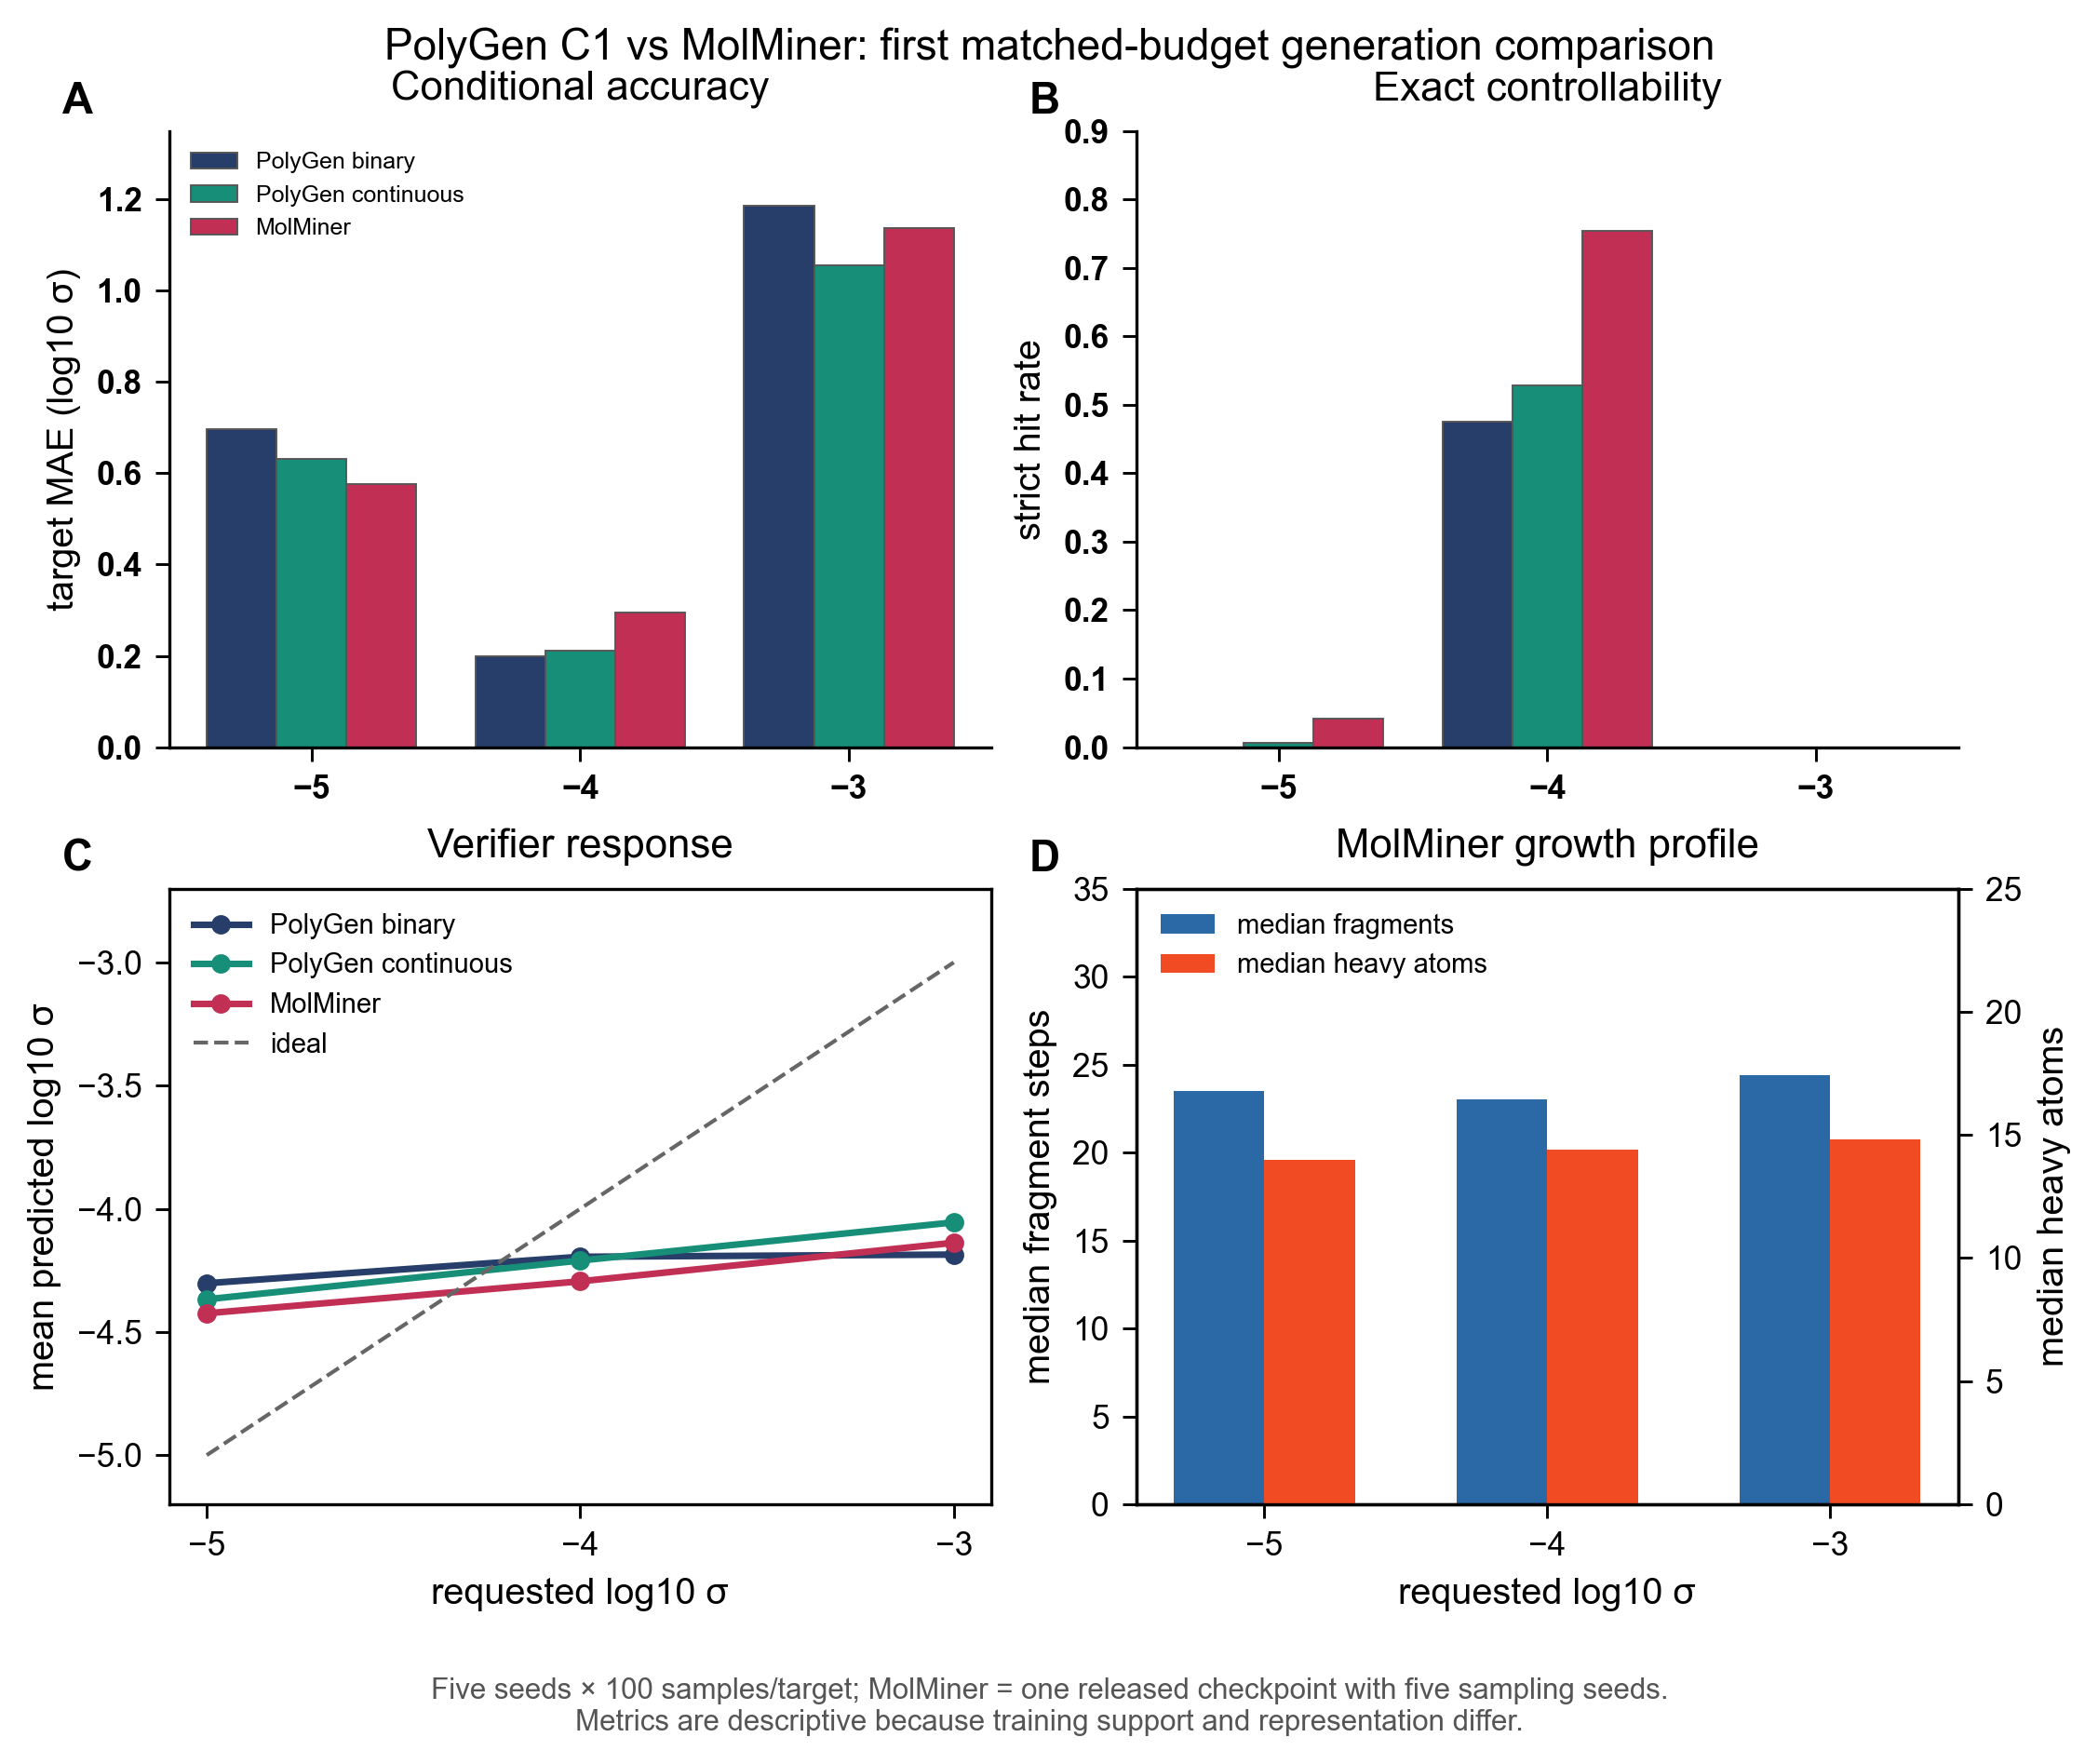 PolyGen C1 vs MolMiner: first matched-budget generation comparison
A
Conditional accuracy
PolyGen binary
PolyGen continuous
MolMiner
target MAE (log10 σ)
1.2
1.0
0.8
0.6
0.4
0.2
0.0
−5 −4 −3
B
Exact controllability
strict hit rate
0.9
0.8
0.7
0.6
0.5
0.4
0.3
0.2
0.1
0.0
−5 −4 −3
C
Verifier response
PolyGen binary
PolyGen continuous
MolMiner
ideal
mean predicted log10 σ
−3.0
−3.5
−4.0
−4.5
−5.0
−5 −4 −3
requested log10 σ
D
MolMiner growth profile
median fragments
median heavy atoms
median fragment steps
35
30
25
20
15
10
5
0
25
20
15
10
5
0
median heavy atoms
−5 −4 −3
requested log10 σ
Five seeds × 100 samples/target; MolMiner = one released checkpoint with five sampling seeds.
Metrics are descriptive because training support and representation differ.